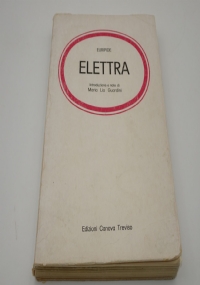 EURIPIDE
ELETTRA
introduzione e note di
Edizioni Canova Treviso